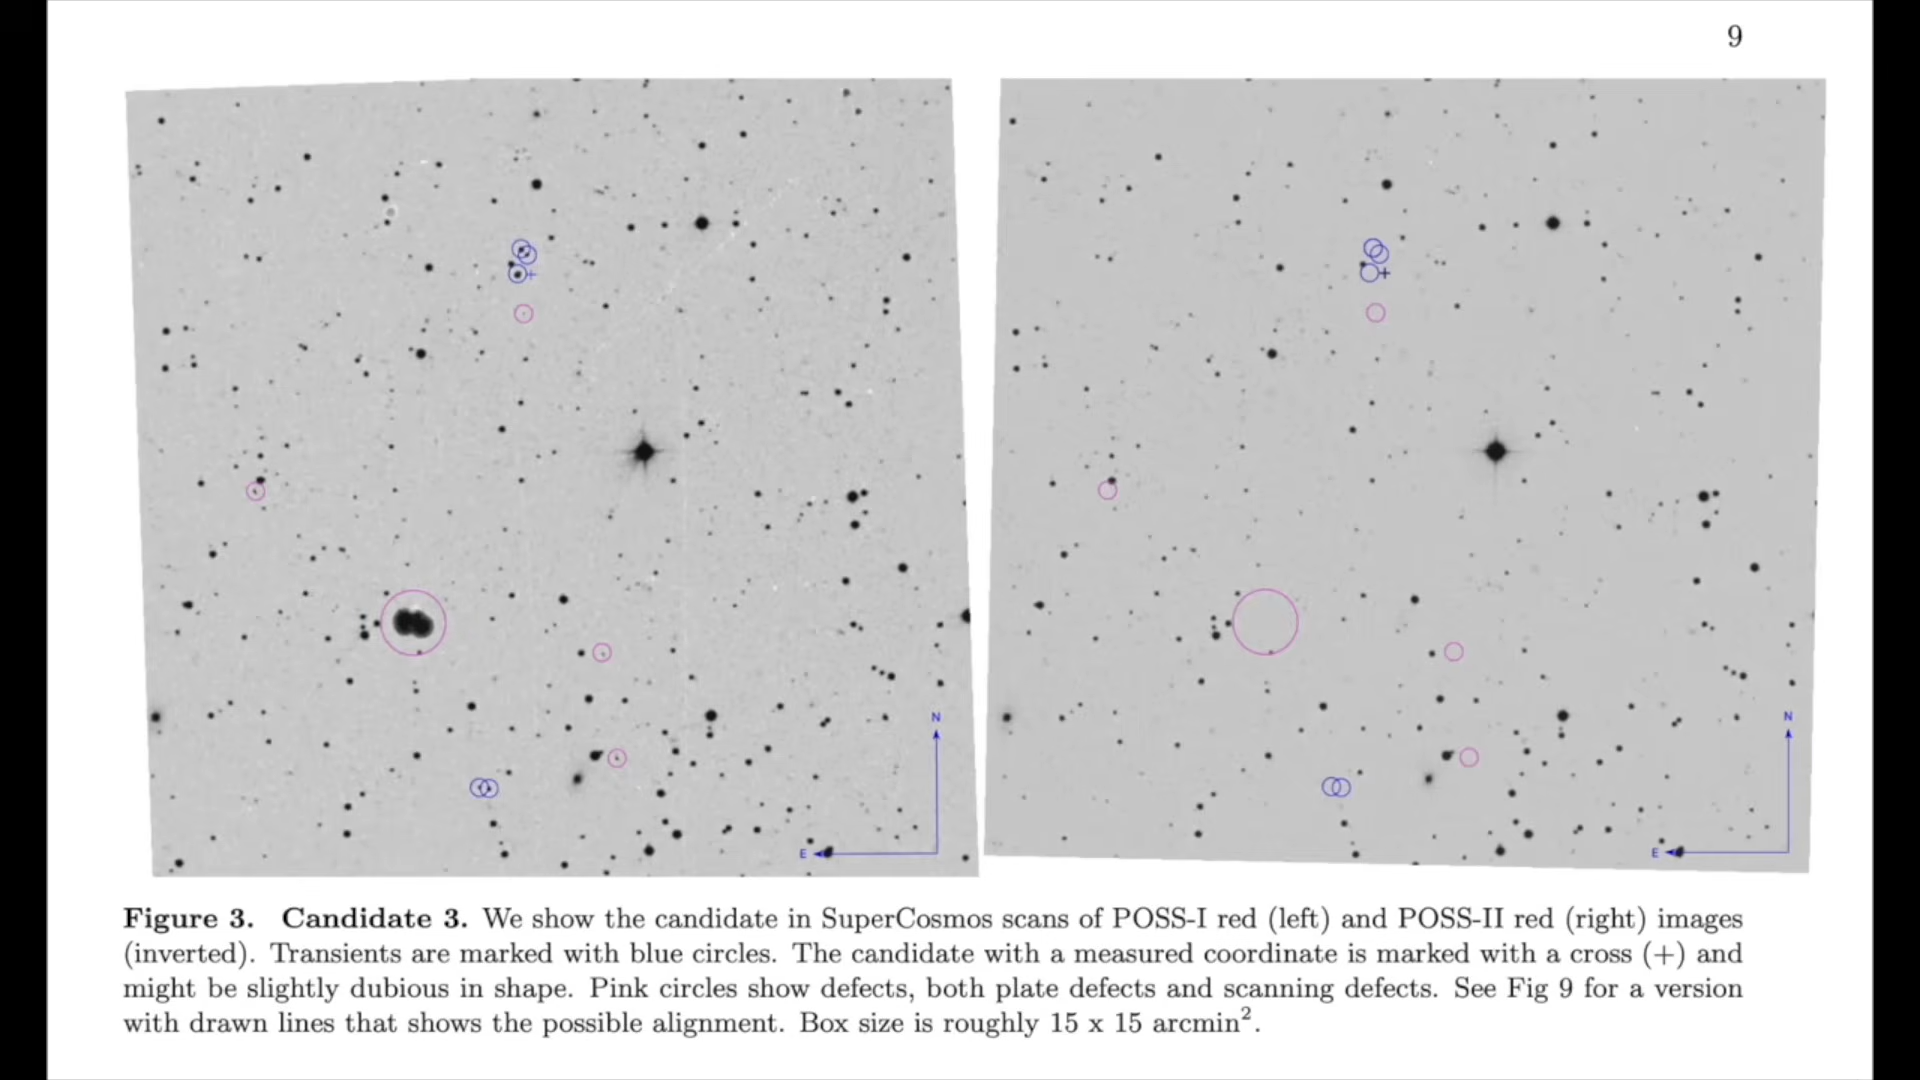 9
N
E
N
E
Figure 3. Candidate 3. We show the candidate in SuperCosmos scans of POSS-I red (left) and POSS-II red (right) images
(inverted). Transients are marked with blue circles. The candidate with a measured coordinate is marked with a cross (+) and
might be slightly dubious in shape. Pink circles show defects, both plate defects and scanning defects. See Fig 9 for a version
with drawn lines that shows the possible alignment. Box size is roughly 15 x 15 arcmin².